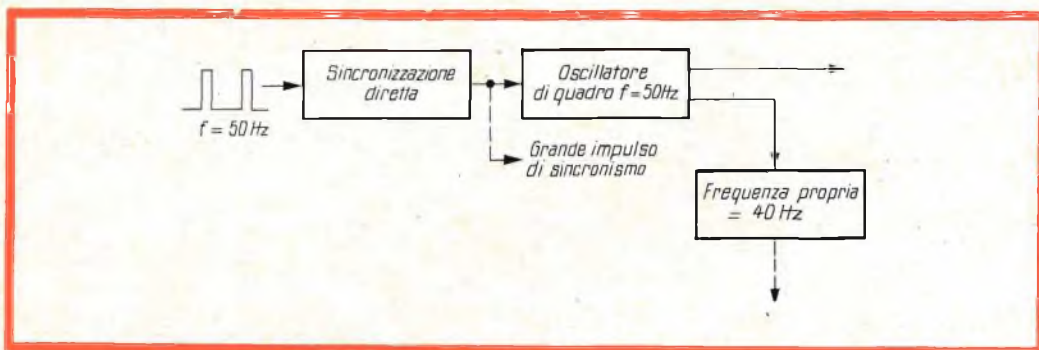 Sincronizzazione
diretta
Oscillatore
di quadro f=50Hz
f = 50 Hz
Grande impulso
di sincronismo
Frequenza propria
= 40 Hz